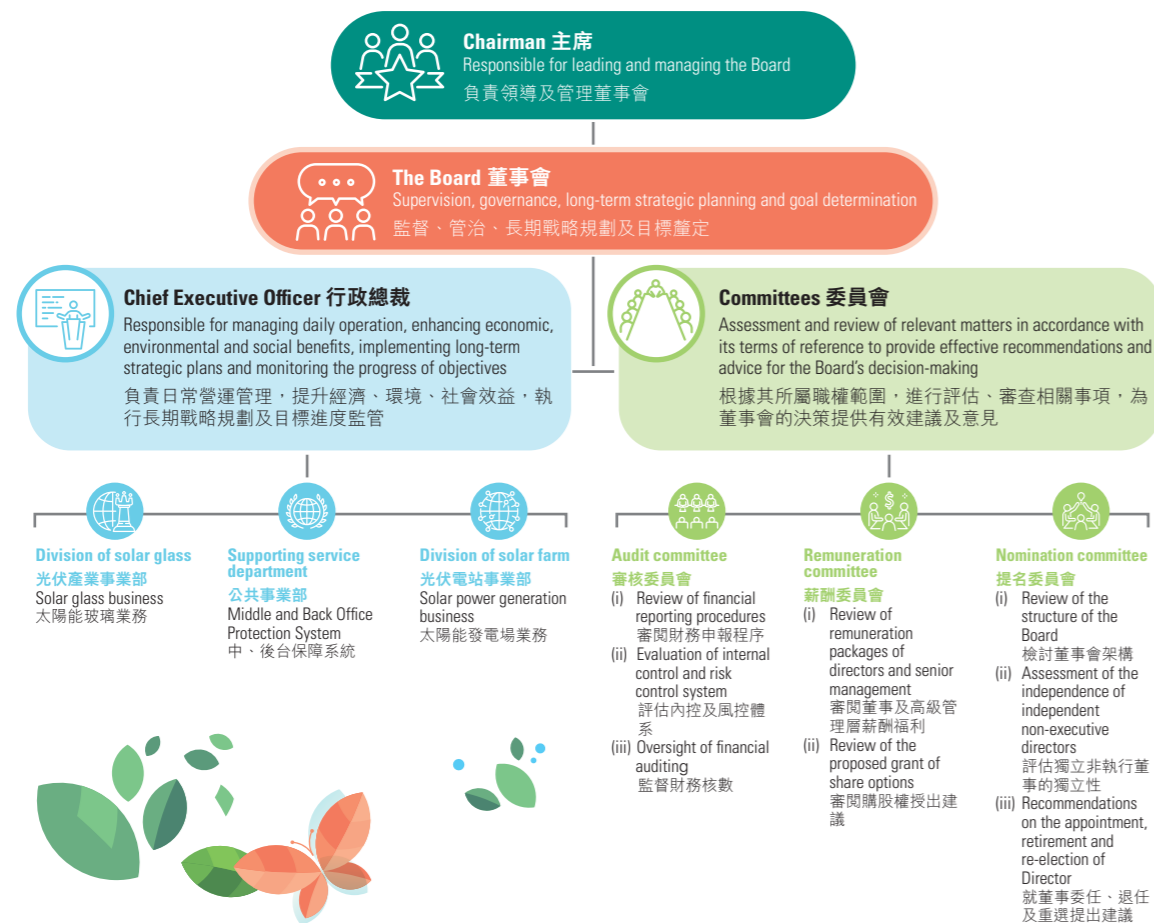 Chairman 主席
Responsible for leading and managing the Board
負責領導及管理董事會
The Board 董事會
Supervision, governance, long-term strategic planning and goal determination
監督、管治、長期戰略規劃及目標釐定
Chief Executive Officer 行政總裁
Responsible for managing daily operation, enhancing economic,
environmental and social benefits, implementing long-term
strategic plans and monitoring the progress of objectives
負責日常營運管理，提升經濟、環境、社會效益，執
行長期戰略規劃及目標進度監管
Committees 委員會
Assessment and review of relevant matters in accordance with
its terms of reference to provide effective recommendations and
advice for the Board's decision-making
根據其所屬職權範圍，進行評估、審查相關事項，為
董事會的決策提供有效建議及意見
Division of solar glass
光伏產業事業部
Solar glass business
太陽能玻璃業務
Supporting service
department
公共事業部
Middle and Back Office
Protection System
中、後台保障系統
Division of solar farm
光伏電站事業部
Solar power generation
business
太陽能發電場業務
Audit committee
審核委員會
(i) Review of financial
reporting procedures
審閱財務申報程序
(ii) Evaluation of internal
control and risk
control system
評估內控及風控體
系
(iii) Oversight of financial
auditing
監督財務核數
Remuneration
committee
薪酬委員會
(i) Review of
remuneration
packages of
directors and senior
management
審閱董事及高級管
理層薪酬福利
(ii) Review of the
proposed grant of
share options
審閱購股權授出建
議
Nomination committee
提名委員會
(i) Review of the
structure of the
Board
檢討董事會架構
(ii) Assessment of the
independence of
independent
non-executive
directors
評估獨立非執行董
事的獨立性
(iii) Recommendations
on the appointment,
retirement and
re-election of
Director
就董事委任、退任
及重選提出建議